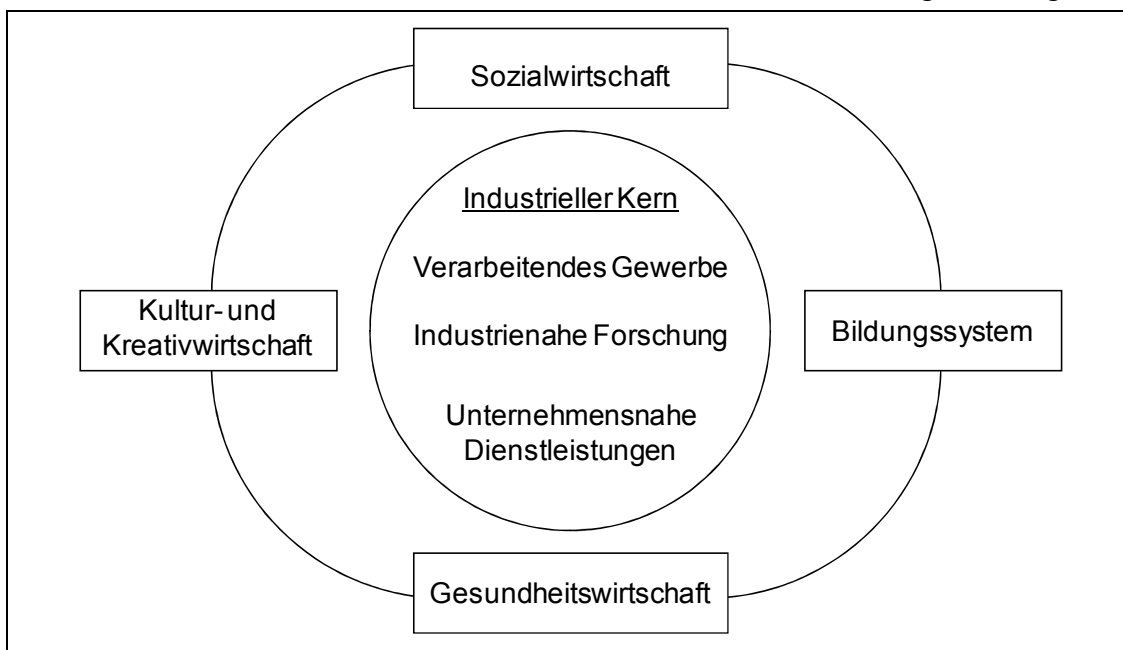 Sozialwirtschaft
Industrieller Kern
Verarbeitendes Gewerbe
Kultur- und
Kreativwirtschaft
Industrienahe Forschung
Bildungssystem
Unternehmensnahe
Dienstleistungen
Gesundheitswirtschaft